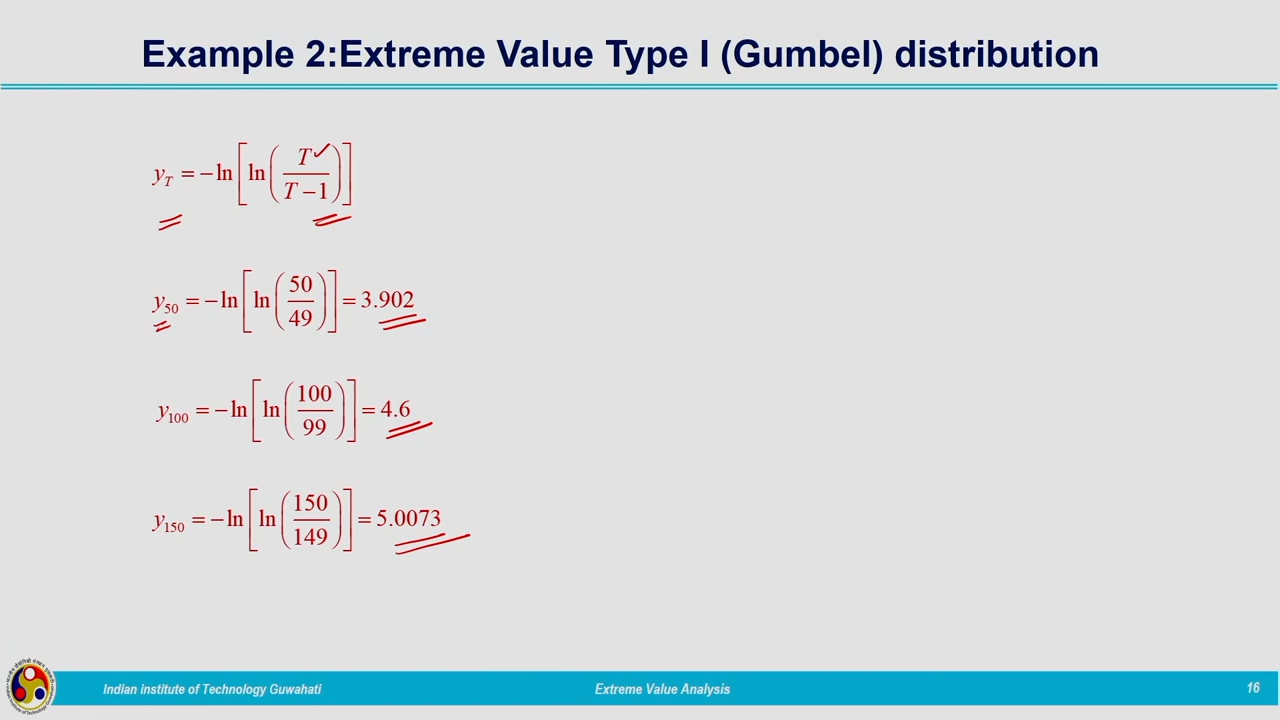 Example 2:Extreme Value Type I (Gumbel) distribution
y_T = −ln[ln(T/(T−1))]
y_50 = −ln[ln(50/49)] = 3.902
y_100 = −ln[ln(100/99)] = 4.6
y_150 = −ln[ln(150/149)] = 5.0073
Indian institute of Technology Guwahati
Extreme Value Analysis
16